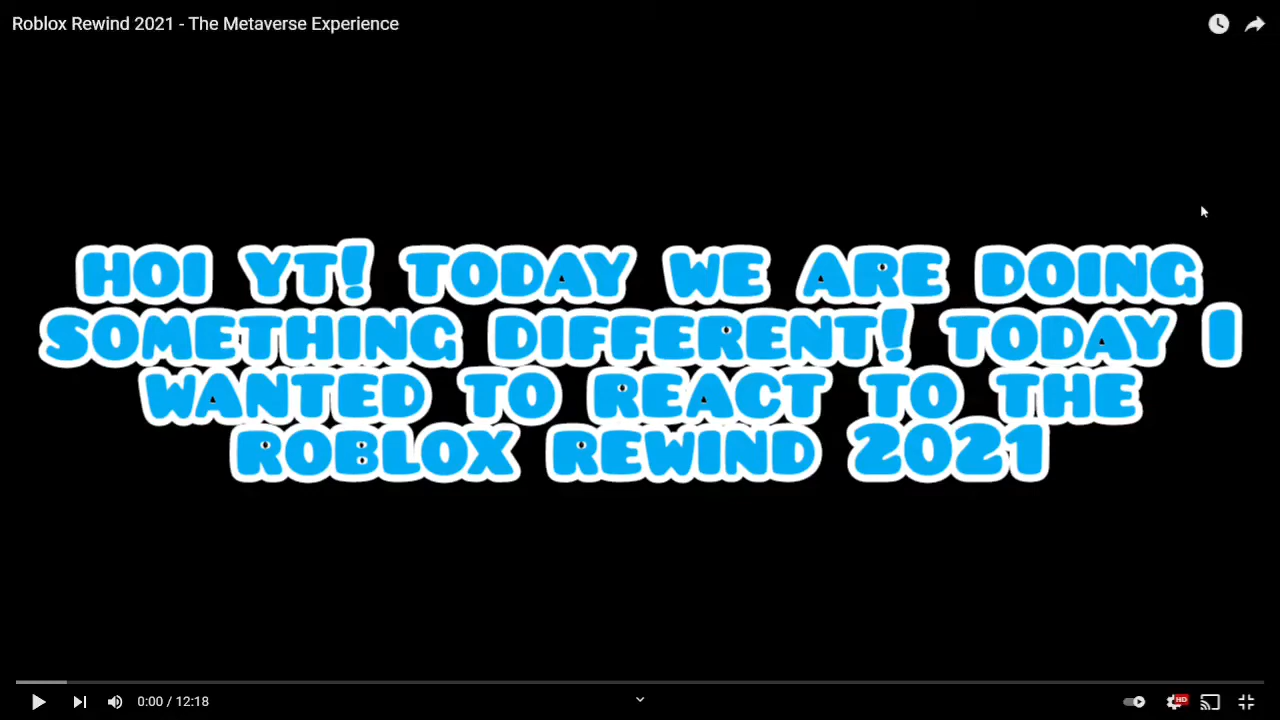 Roblox Rewind 2021 - The Metaverse Experience
HOI YT! TODAY WE ARE DOING
SOMETHING DIFFERENT! TODAY I
WANTED TO REACT TO THE
ROBLOX REWIND 2021
0:00 / 12:18
HD